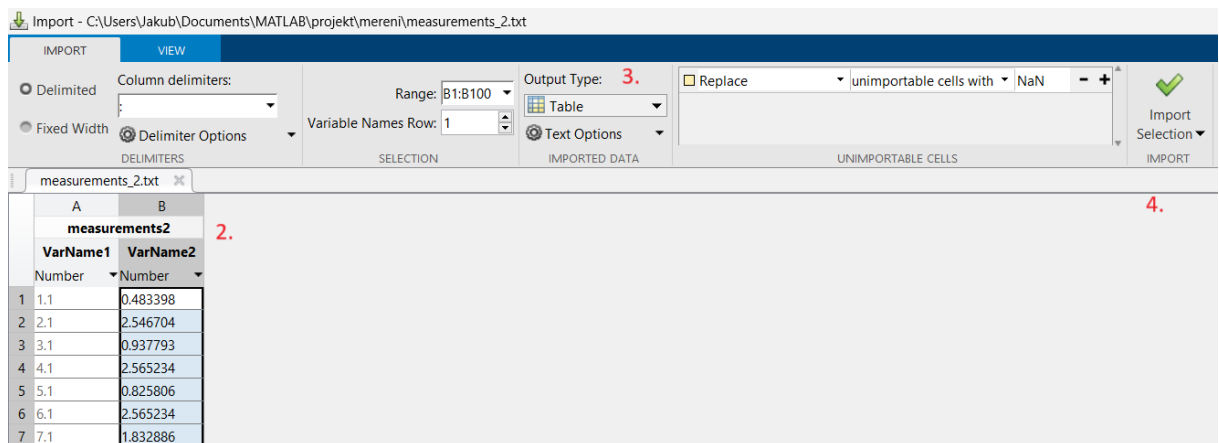 Import - C:\Users\Jakub\Documents\MATLAB\projekt\mereni\measurements_2.txt
IMPORT VIEW
Delimited
Fixed Width
Column delimiters:
:
Delimiter Options
DELIMITERS
Range: B1:B100
Variable Names Row: 1
SELECTION
Output Type: 3.
Table
Text Options
IMPORTED DATA
Replace unimportable cells with NaN - +
UNIMPORTABLE CELLS
Import
Selection
IMPORT
measurements_2.txt
4.
A B
measurements2
2.
VarName1 VarName2
Number Number
1 1.1 0.483398
2 2.1 2.546704
3 3.1 0.937793
4 4.1 2.565234
5 5.1 0.825806
6 6.1 2.565234
7 7.1 1.832886